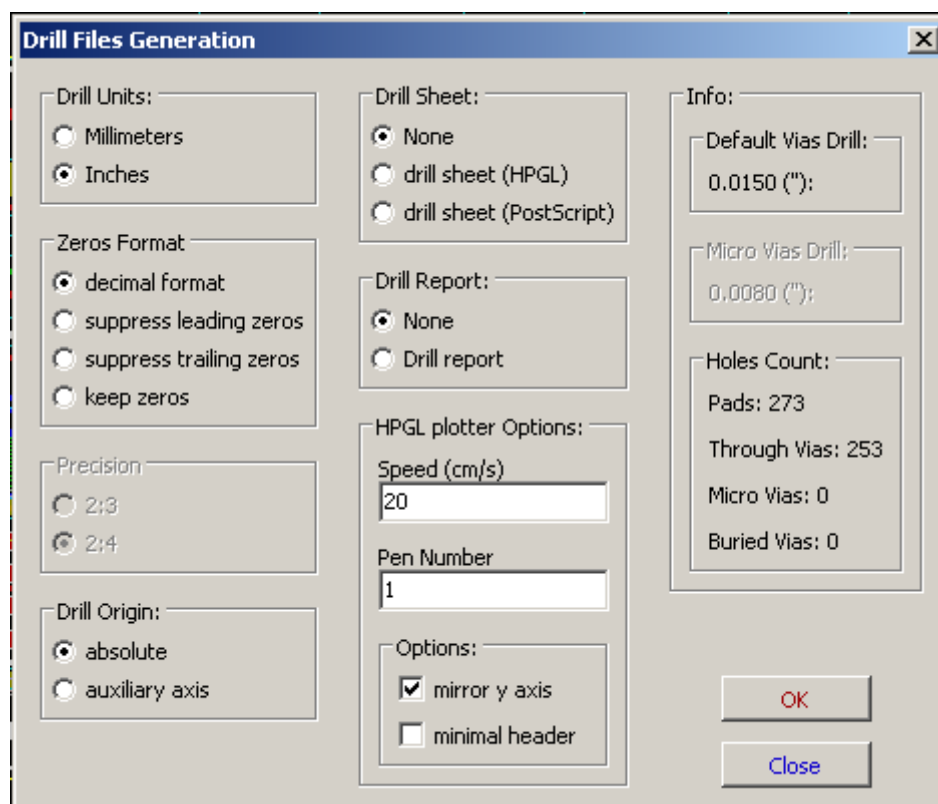 Drill Files Generation
Drill Units:
Millimeters
Inches
Zeros Format
decimal format
suppress leading zeros
suppress trailing zeros
keep zeros
Precision
2:3
2:4
Drill Origin:
absolute
auxiliary axis
Drill Sheet:
None
drill sheet (HPGL)
drill sheet (PostScript)
Drill Report:
None
Drill report
HPGL plotter Options:
Speed (cm/s)
20
Pen Number
1
Options:
mirror y axis
minimal header
Info:
Default Vias Drill:
0.0150 ("):
Micro Vias Drill:
0.0080 ("):
Holes Count:
Pads: 273
Through Vias: 253
Micro Vias: 0
Buried Vias: 0
OK
Close